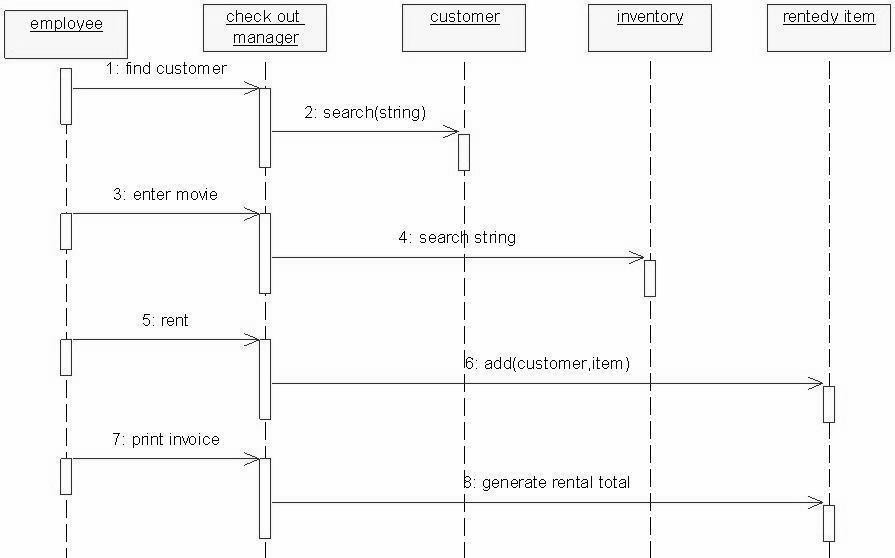 employee
check out
manager
customer
inventory
rentedy item
1: find customer
2: search(string)
3: enter movie
4: search string
5: rent
6: add(customer,item)
7: print invoice
8: generate rental total